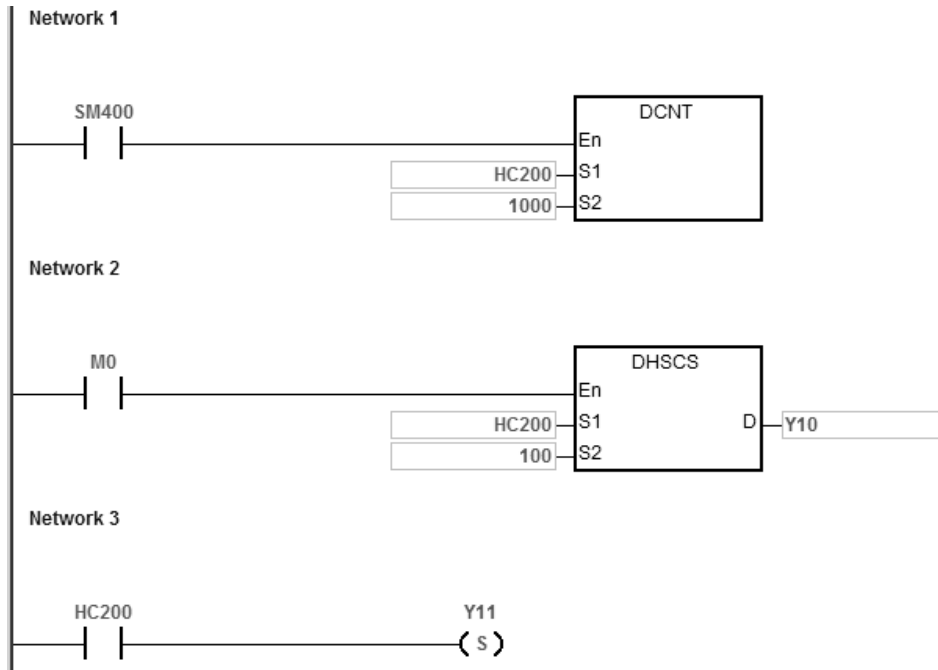 Network 1
SM400
DCNT
En
HC200 S1
1000 S2
Network 2
M0
DHSCS
En
HC200 S1 D Y10
100 S2
Network 3
HC200 Y11
S